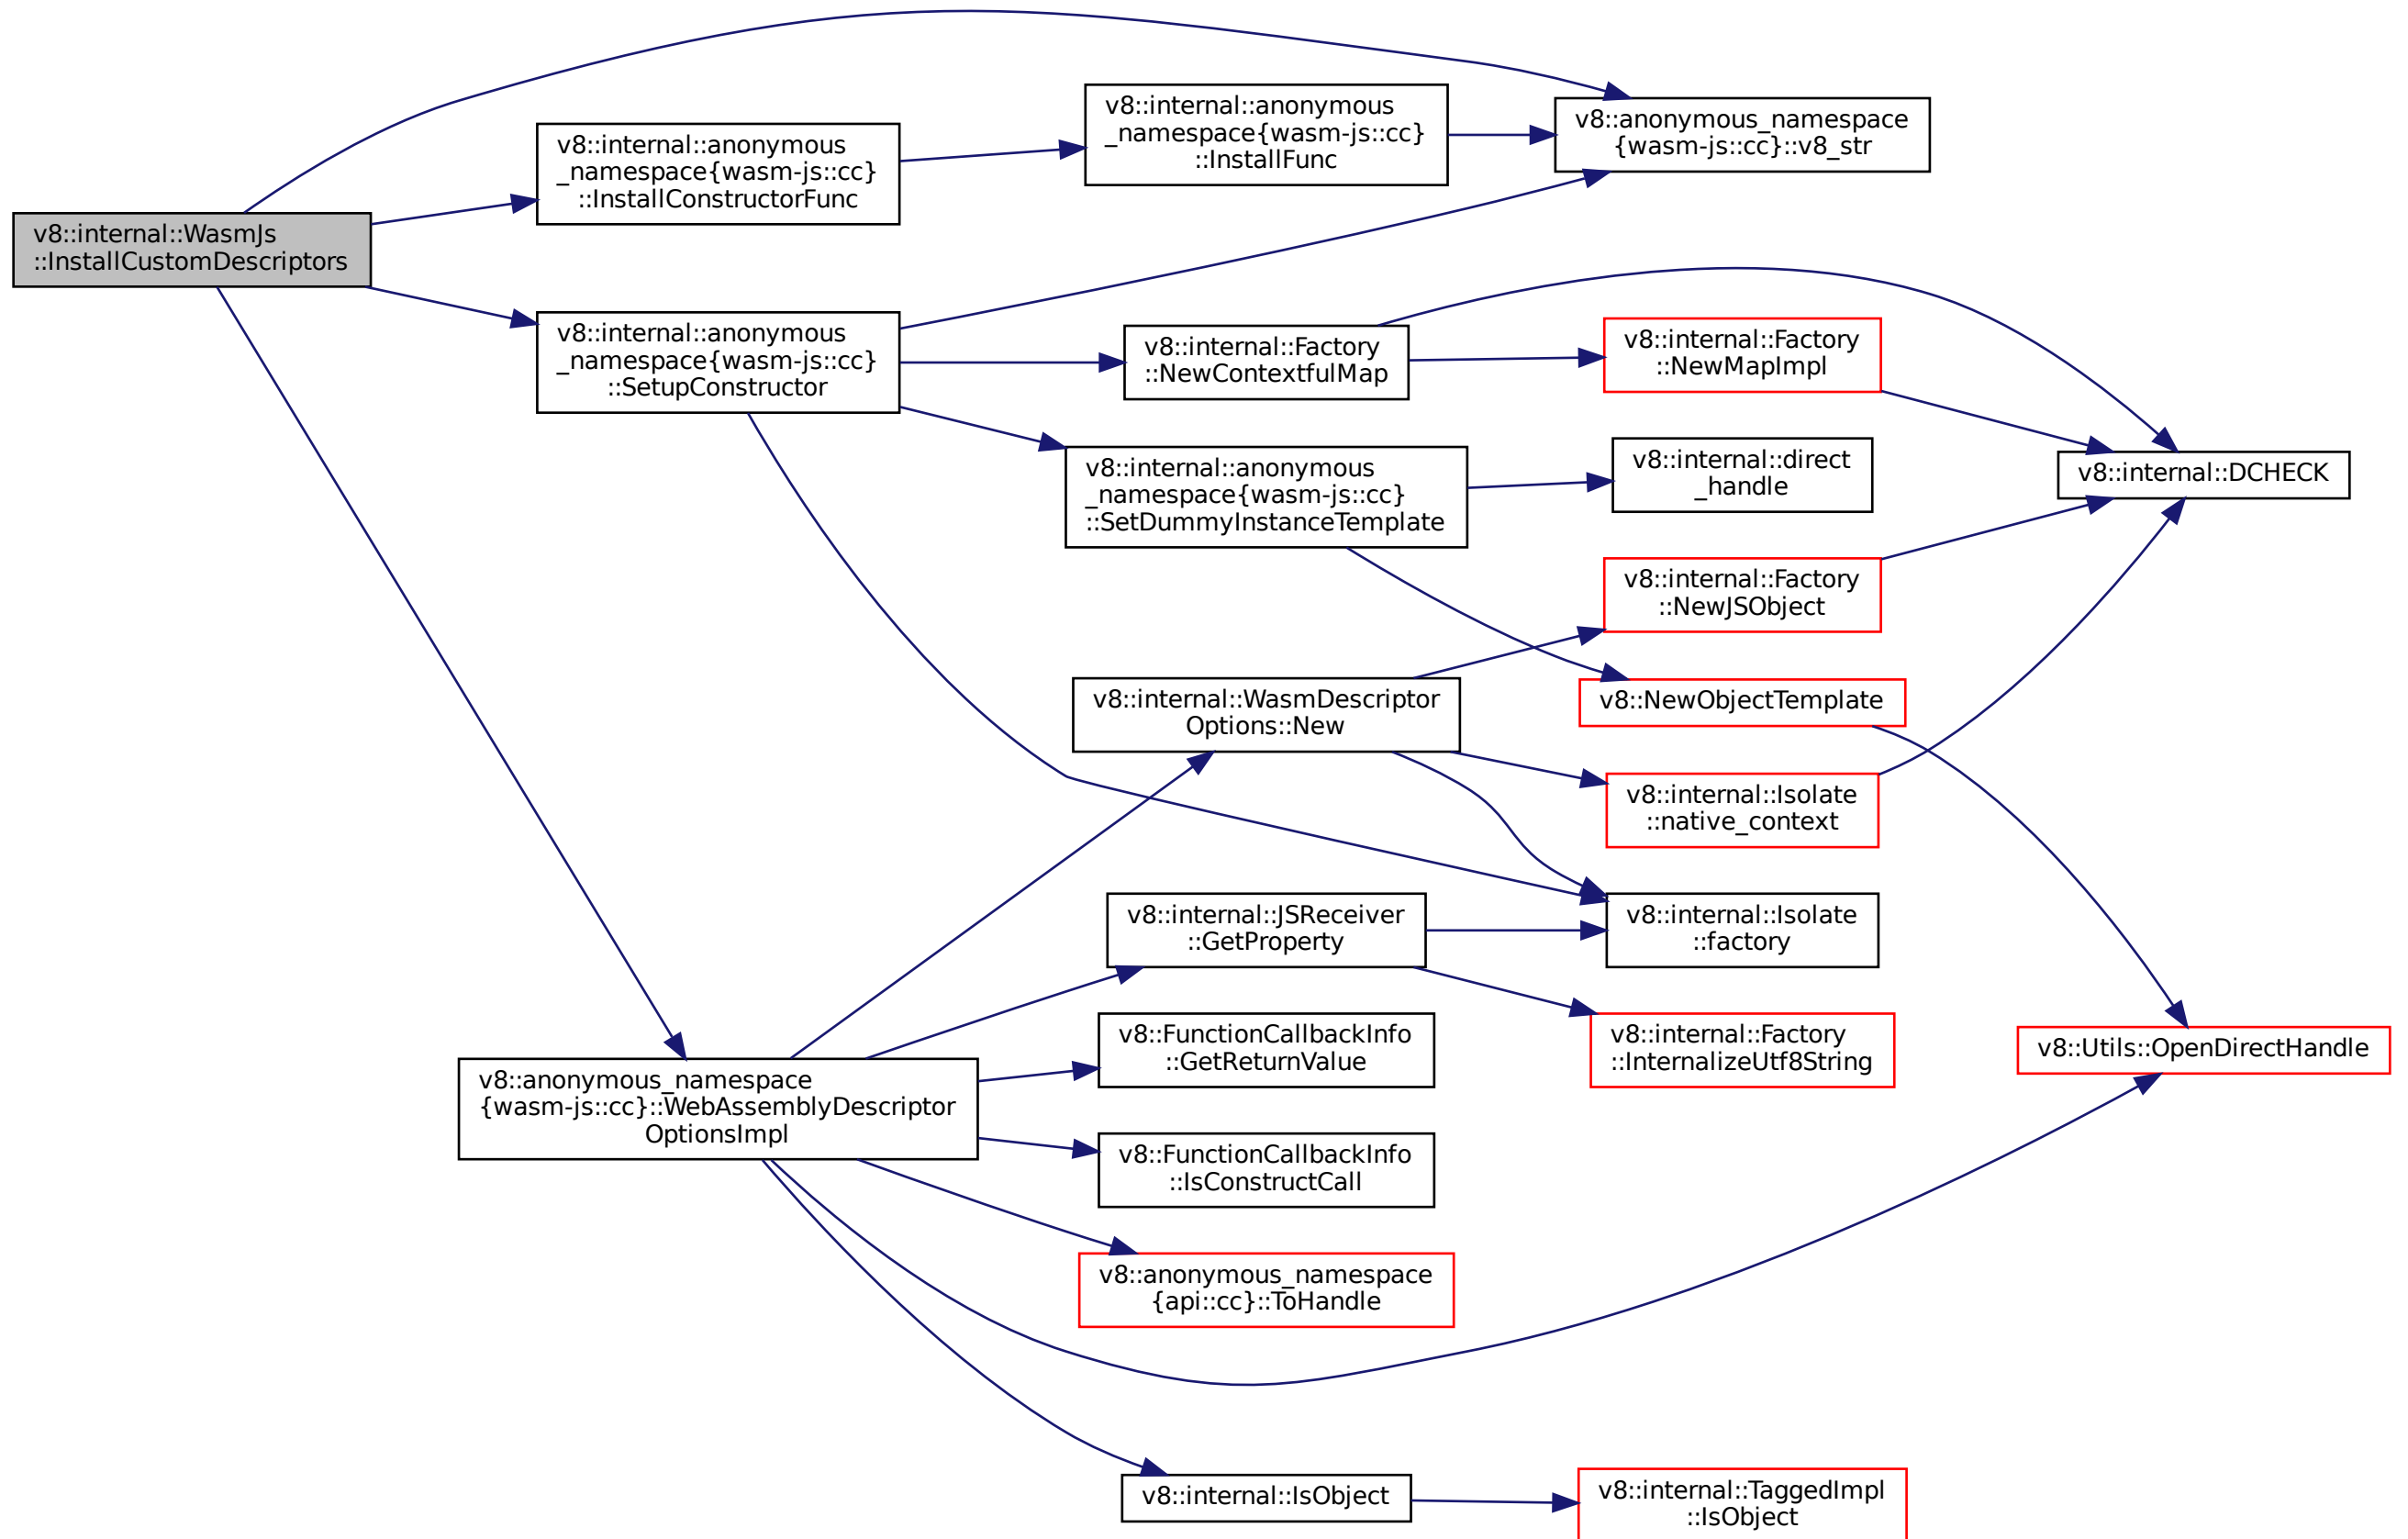 v8::internal::WasmJs
::InstallCustomDescriptors
v8::internal::anonymous
_namespace{wasm-js::cc}
::InstallConstructorFunc
v8::internal::anonymous
_namespace{wasm-js::cc}
::InstallFunc
v8::anonymous_namespace
{wasm-js::cc}::v8_str
v8::internal::anonymous
_namespace{wasm-js::cc}
::SetupConstructor
v8::internal::Factory
::NewContextfulMap
v8::internal::Factory
::NewMapImpl
v8::internal::DCHECK
v8::internal::anonymous
_namespace{wasm-js::cc}
::SetDummyInstanceTemplate
v8::internal::direct
_handle
v8::internal::Factory
::NewJSObject
v8::internal::WasmDescriptor
Options::New
v8::NewObjectTemplate
v8::internal::Isolate
::native_context
v8::internal::JSReceiver
::GetProperty
v8::internal::Isolate
::factory
v8::FunctionCallbackInfo
::GetReturnValue
v8::internal::Factory
::InternalizeUtf8String
v8::Utils::OpenDirectHandle
v8::anonymous_namespace
{wasm-js::cc}::WebAssemblyDescriptor
OptionsImpl
v8::FunctionCallbackInfo
::IsConstructCall
v8::anonymous_namespace
{api::cc}::ToHandle
v8::internal::IsObject
v8::internal::TaggedImpl
::IsObject